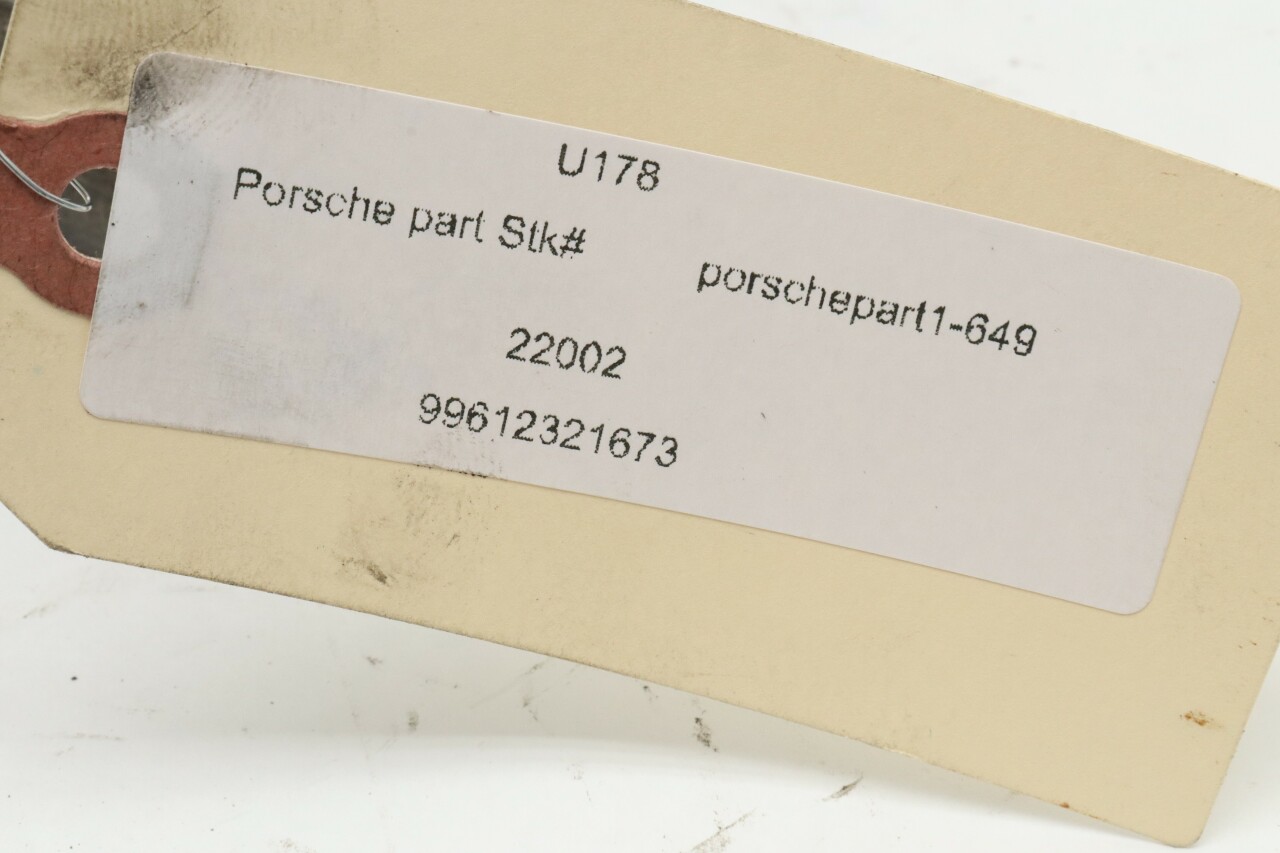 U178
Porsche part Stk# porschepart1-649
22002
99612321673